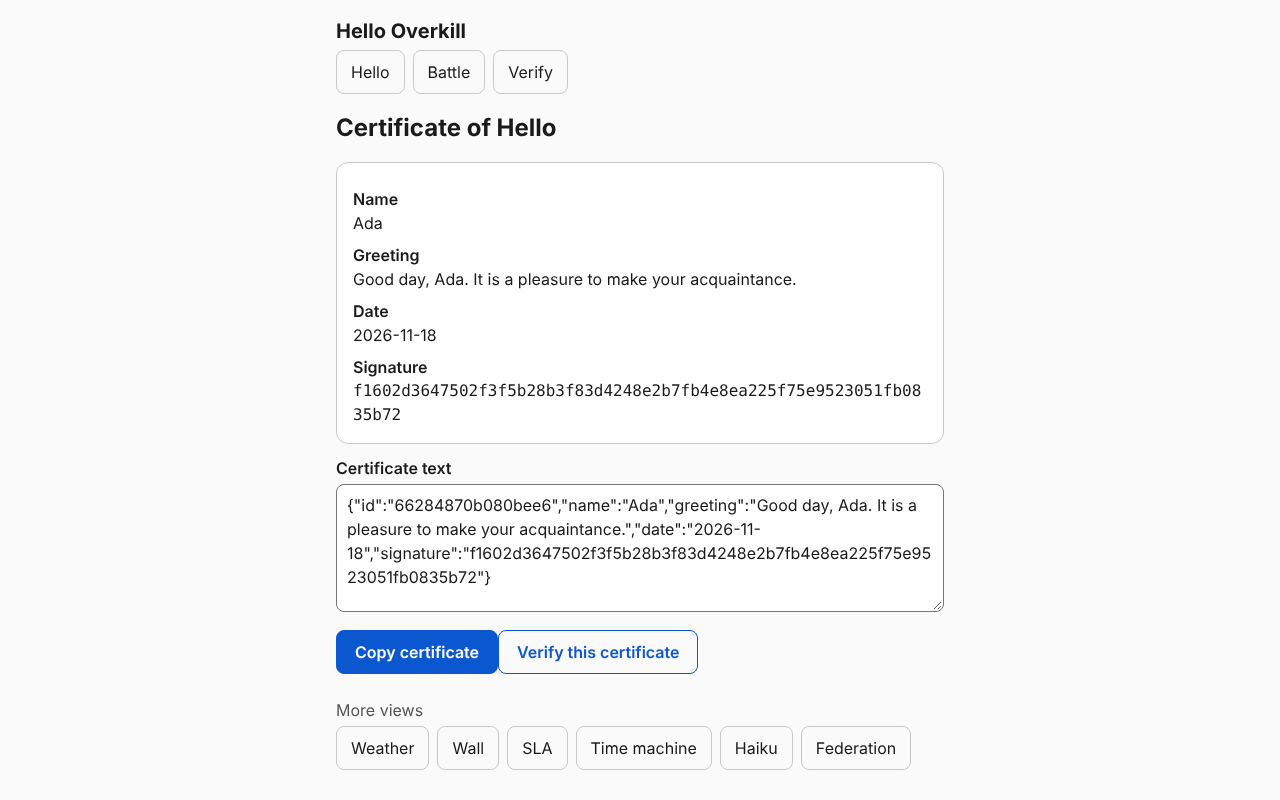 Hello Overkill
Hello Battle Verify
Certificate of Hello
Name
Ada
Greeting
Good day, Ada. It is a pleasure to make your acquaintance.
Date
2026-11-18
Signature
f1602d3647502f3f5b28b3f83d4248e2b7fb4e8ea225f75e9523051fb08
35b72
Certificate text
{"id":"66284870b080bee6","name":"Ada","greeting":"Good day, Ada. It is a
pleasure to make your acquaintance.","date":"2026-11-
18","signature":"f1602d3647502f3f5b28b3f83d4248e2b7fb4e8ea225f75e95
23051fb0835b72"}
Copy certificate Verify this certificate
More views
Weather Wall SLA Time machine Haiku Federation